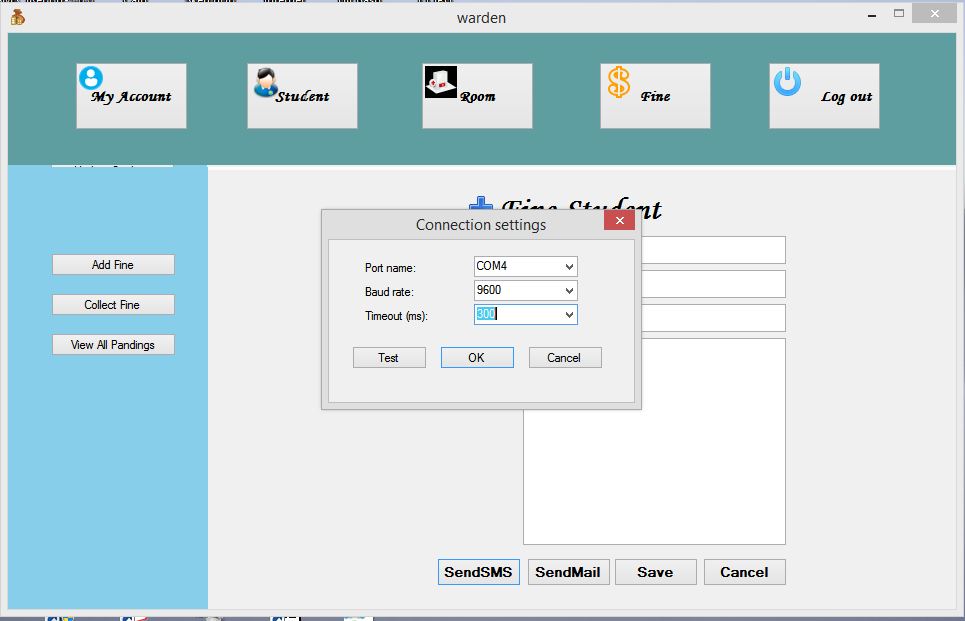 warden
My Account
Student
Room
Fine
Log out
Fine Student
Connection settings
Port name:
COM4
Baud rate:
9600
Timeout (ms):
300
Test
OK
Cancel
Add Fine
Collect Fine
View All Pandings
SendSMS
SendMail
Save
Cancel